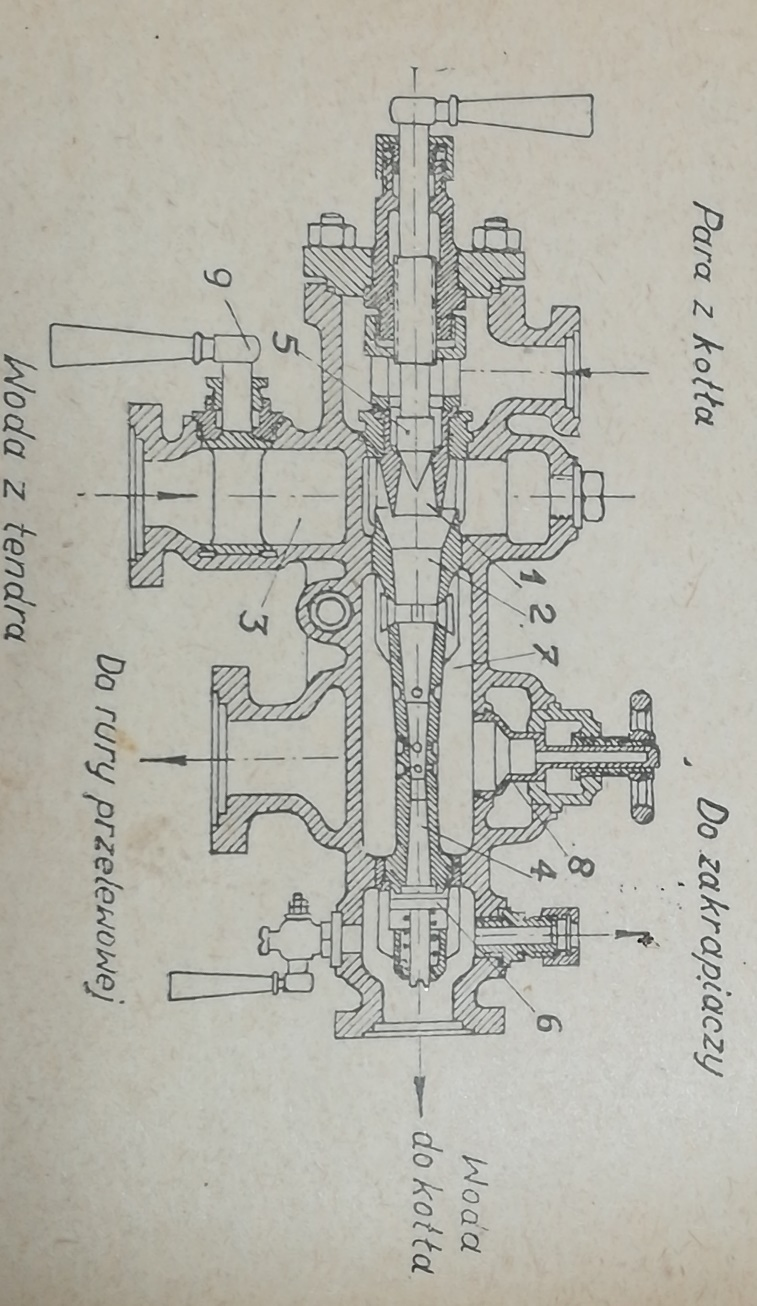 Para z kotła
9
5
Woda z tendra
3
1
2
7
Do rury przelewowej
8
4
Do zakrapiaczy
6
Woda
do kotła